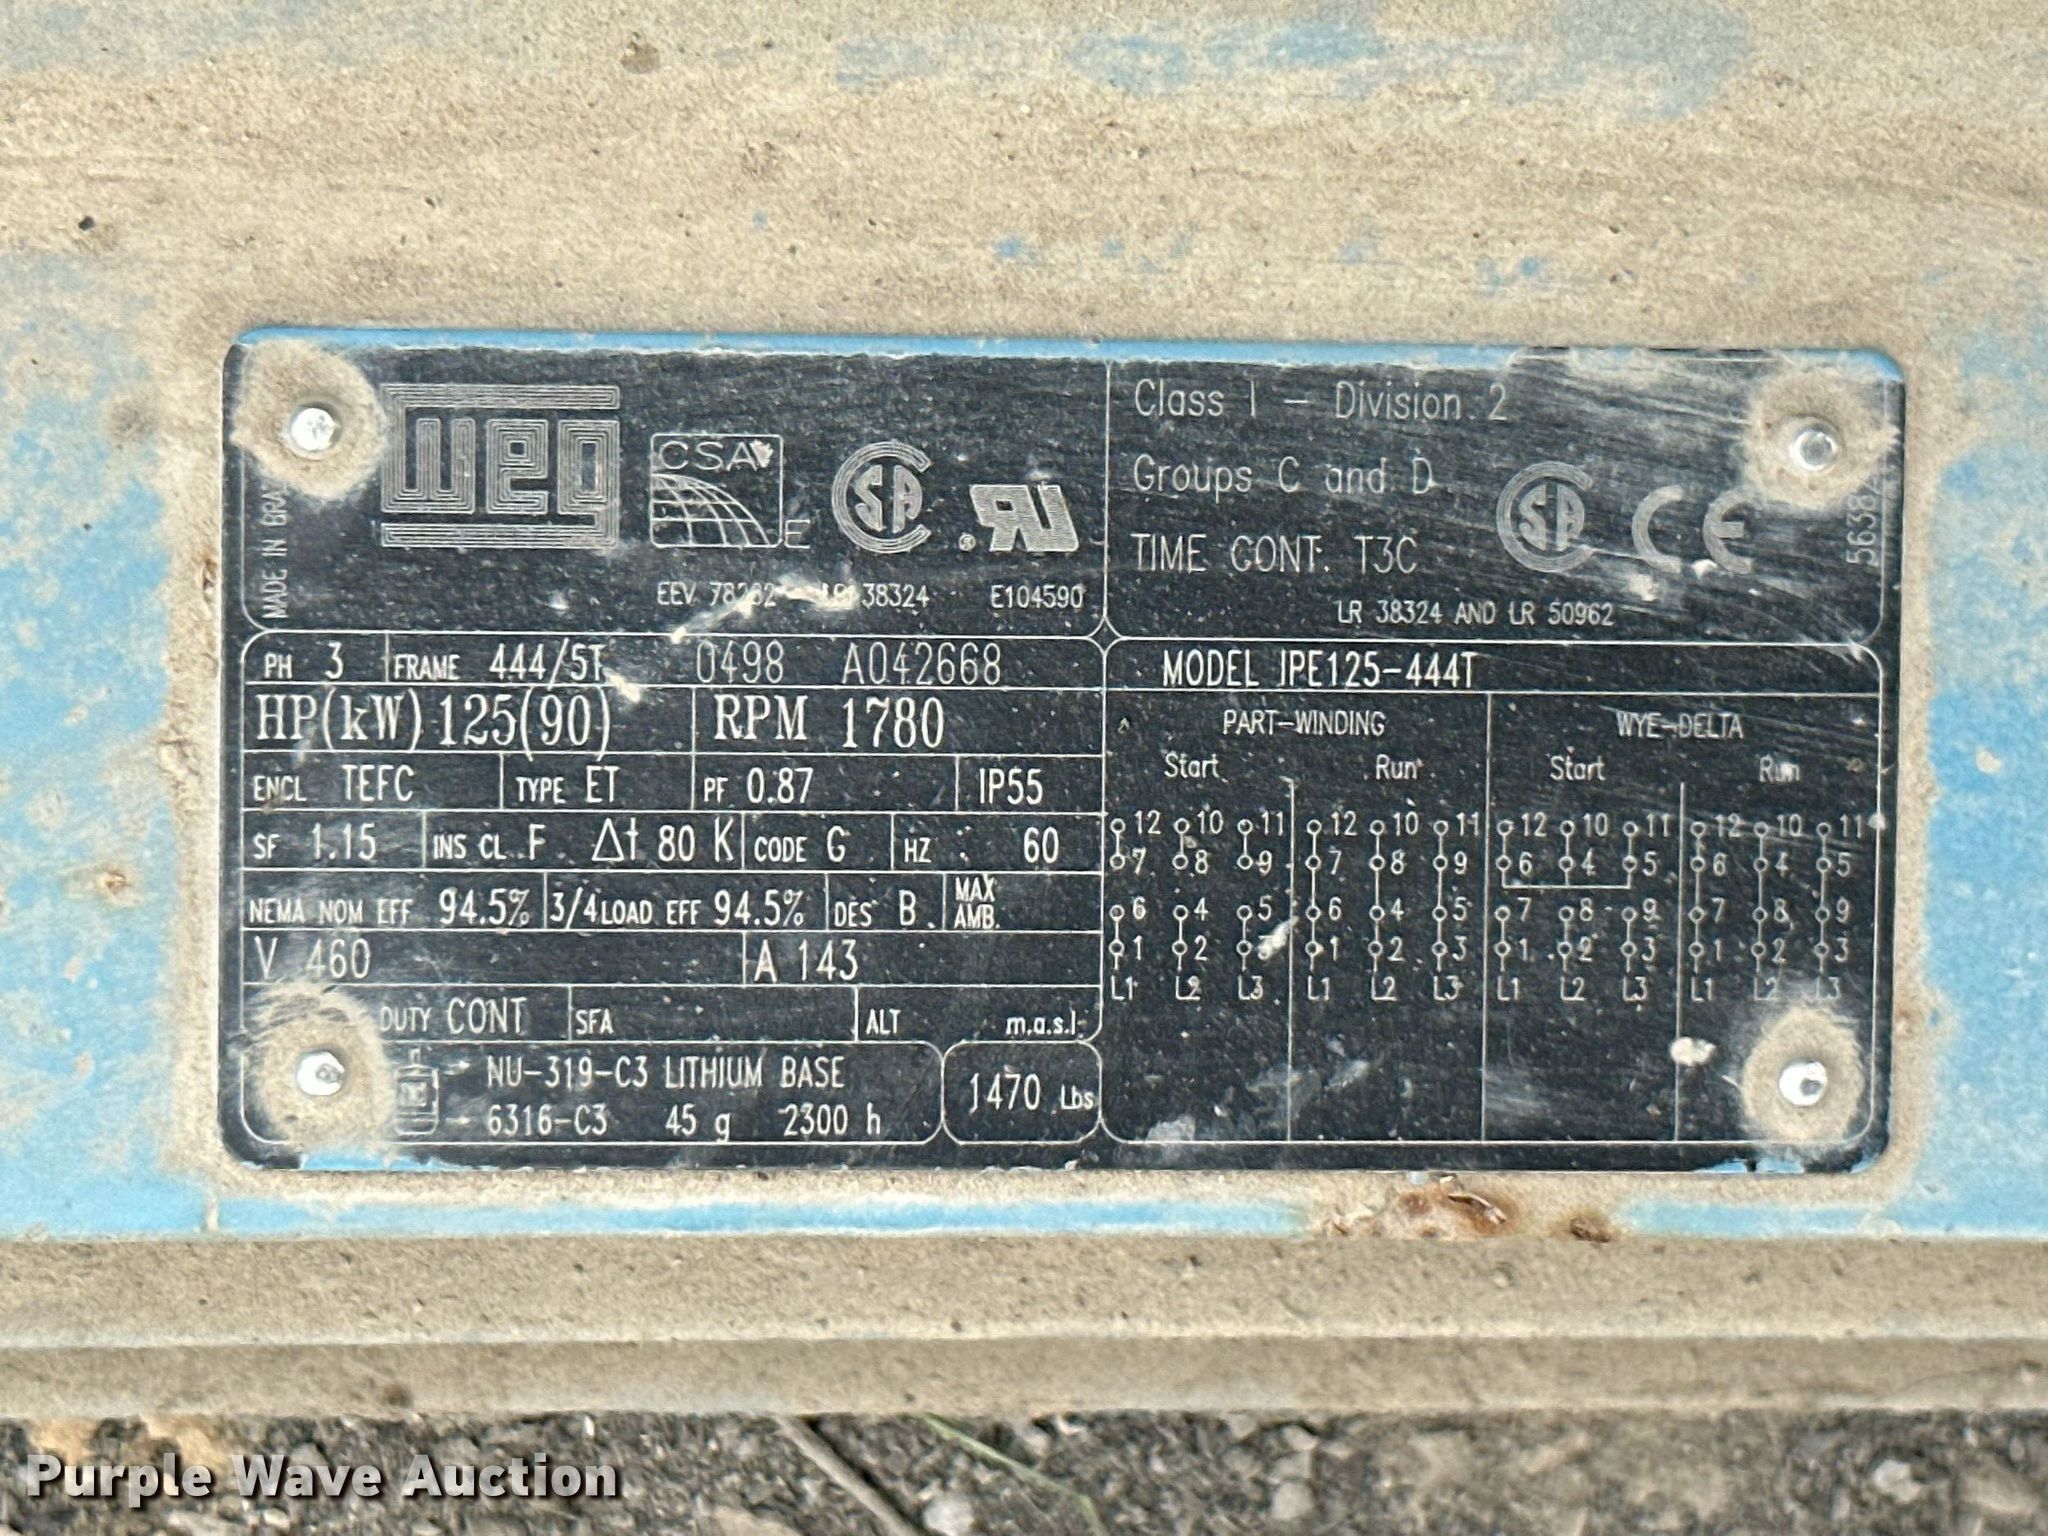 WEG
MADE IN
CSA
E
SA
RU
EEV 38324 E104590
Class I - Division 2
Groups C and D
TIME CONT. T3C
SA CE
LR 38324 AND LR 50962
PH 3 FRAME 444/5T 0498 A042668
HP(kW) 125(90) RPM 1780
ENCL TEFC TYPE ET PF 0.87 IP55
SF 1.15 INS CL F Δt 80 K CODE G HZ 60
NEMA NOM EFF 94.5% 3/4 LOAD EFF 94.5% DES B MAX
AMB.
V 460 A 143
DUTY CONT SFA ALT m.a.s.l.
NU-319-C3 LITHIUM BASE
6316-C3 45 g 2300 h
1470 Lbs
MODEL IPE125-444T
PART-WINDING WYE-DELTA
Start Run Start Run
12 10 11 12 10 11 12 10 11 12 10 11
7 8 9 7 8 9 6 4 5 6 4 5
6 4 5 6 4 5 7 8 9 7 8 9
1 2 3 1 2 3 1 2 3 1 2 3
L1 L2 L3 L1 L2 L3 L1 L2 L3 L1 L2 L3
Purple Wave Auction